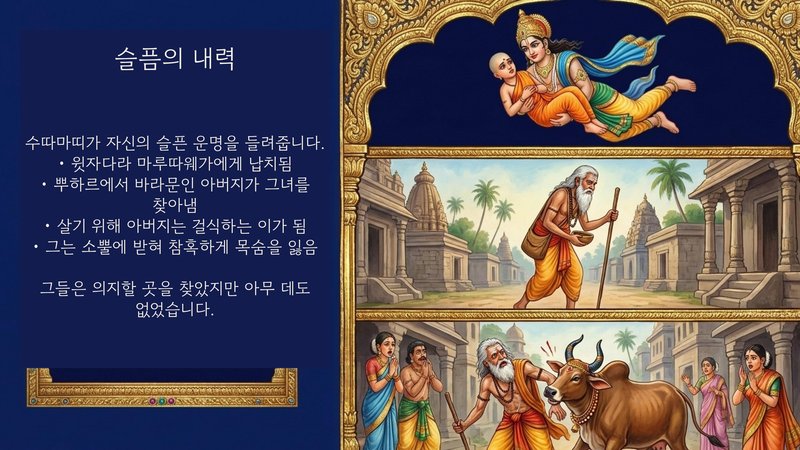 슬픔의 내력
수따마띠가 자신의 슬픈 운명을 들려줍니다.
• 윗자다라 마루따웨가에게 납치됨
• 뿌하르에서 바라문인 아버지가 그녀를
찾아냄
• 살기 위해 아버지는 걸식하는 이가 됨
• 그는 소뿔에 받혀 참혹하게 목숨을 잃음
그들은 의지할 곳을 찾았지만 아무 데도
없었습니다.